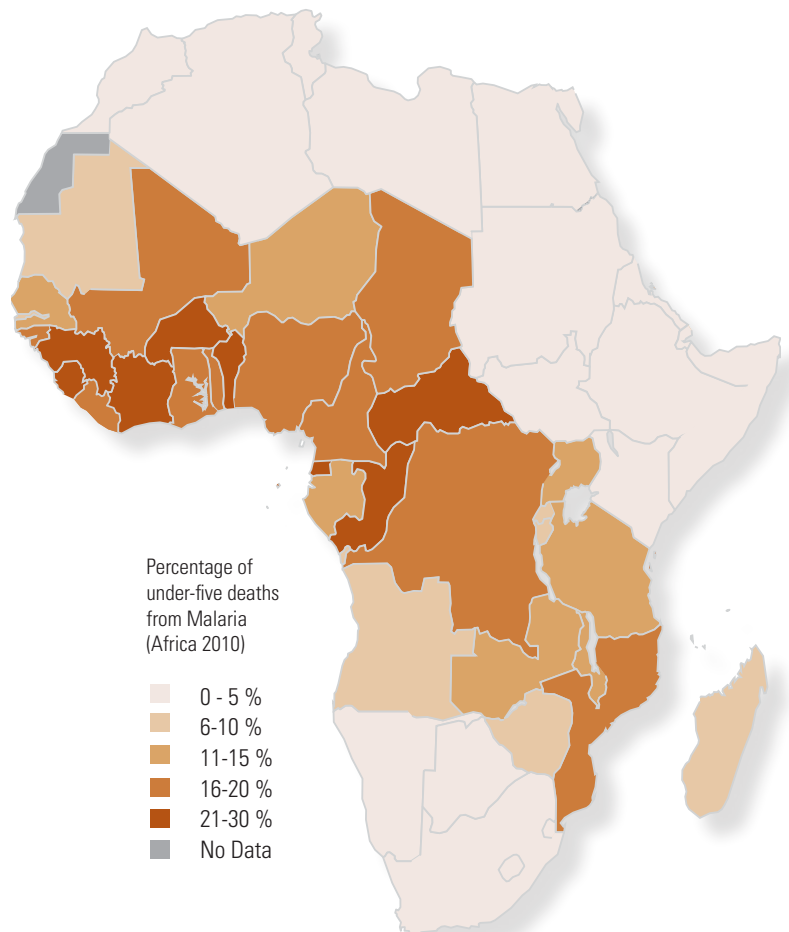 Percentage of
under-five deaths
from Malaria
(Africa 2010)
0 - 5 %
6-10 %
11-15 %
16-20 %
21-30 %
No Data